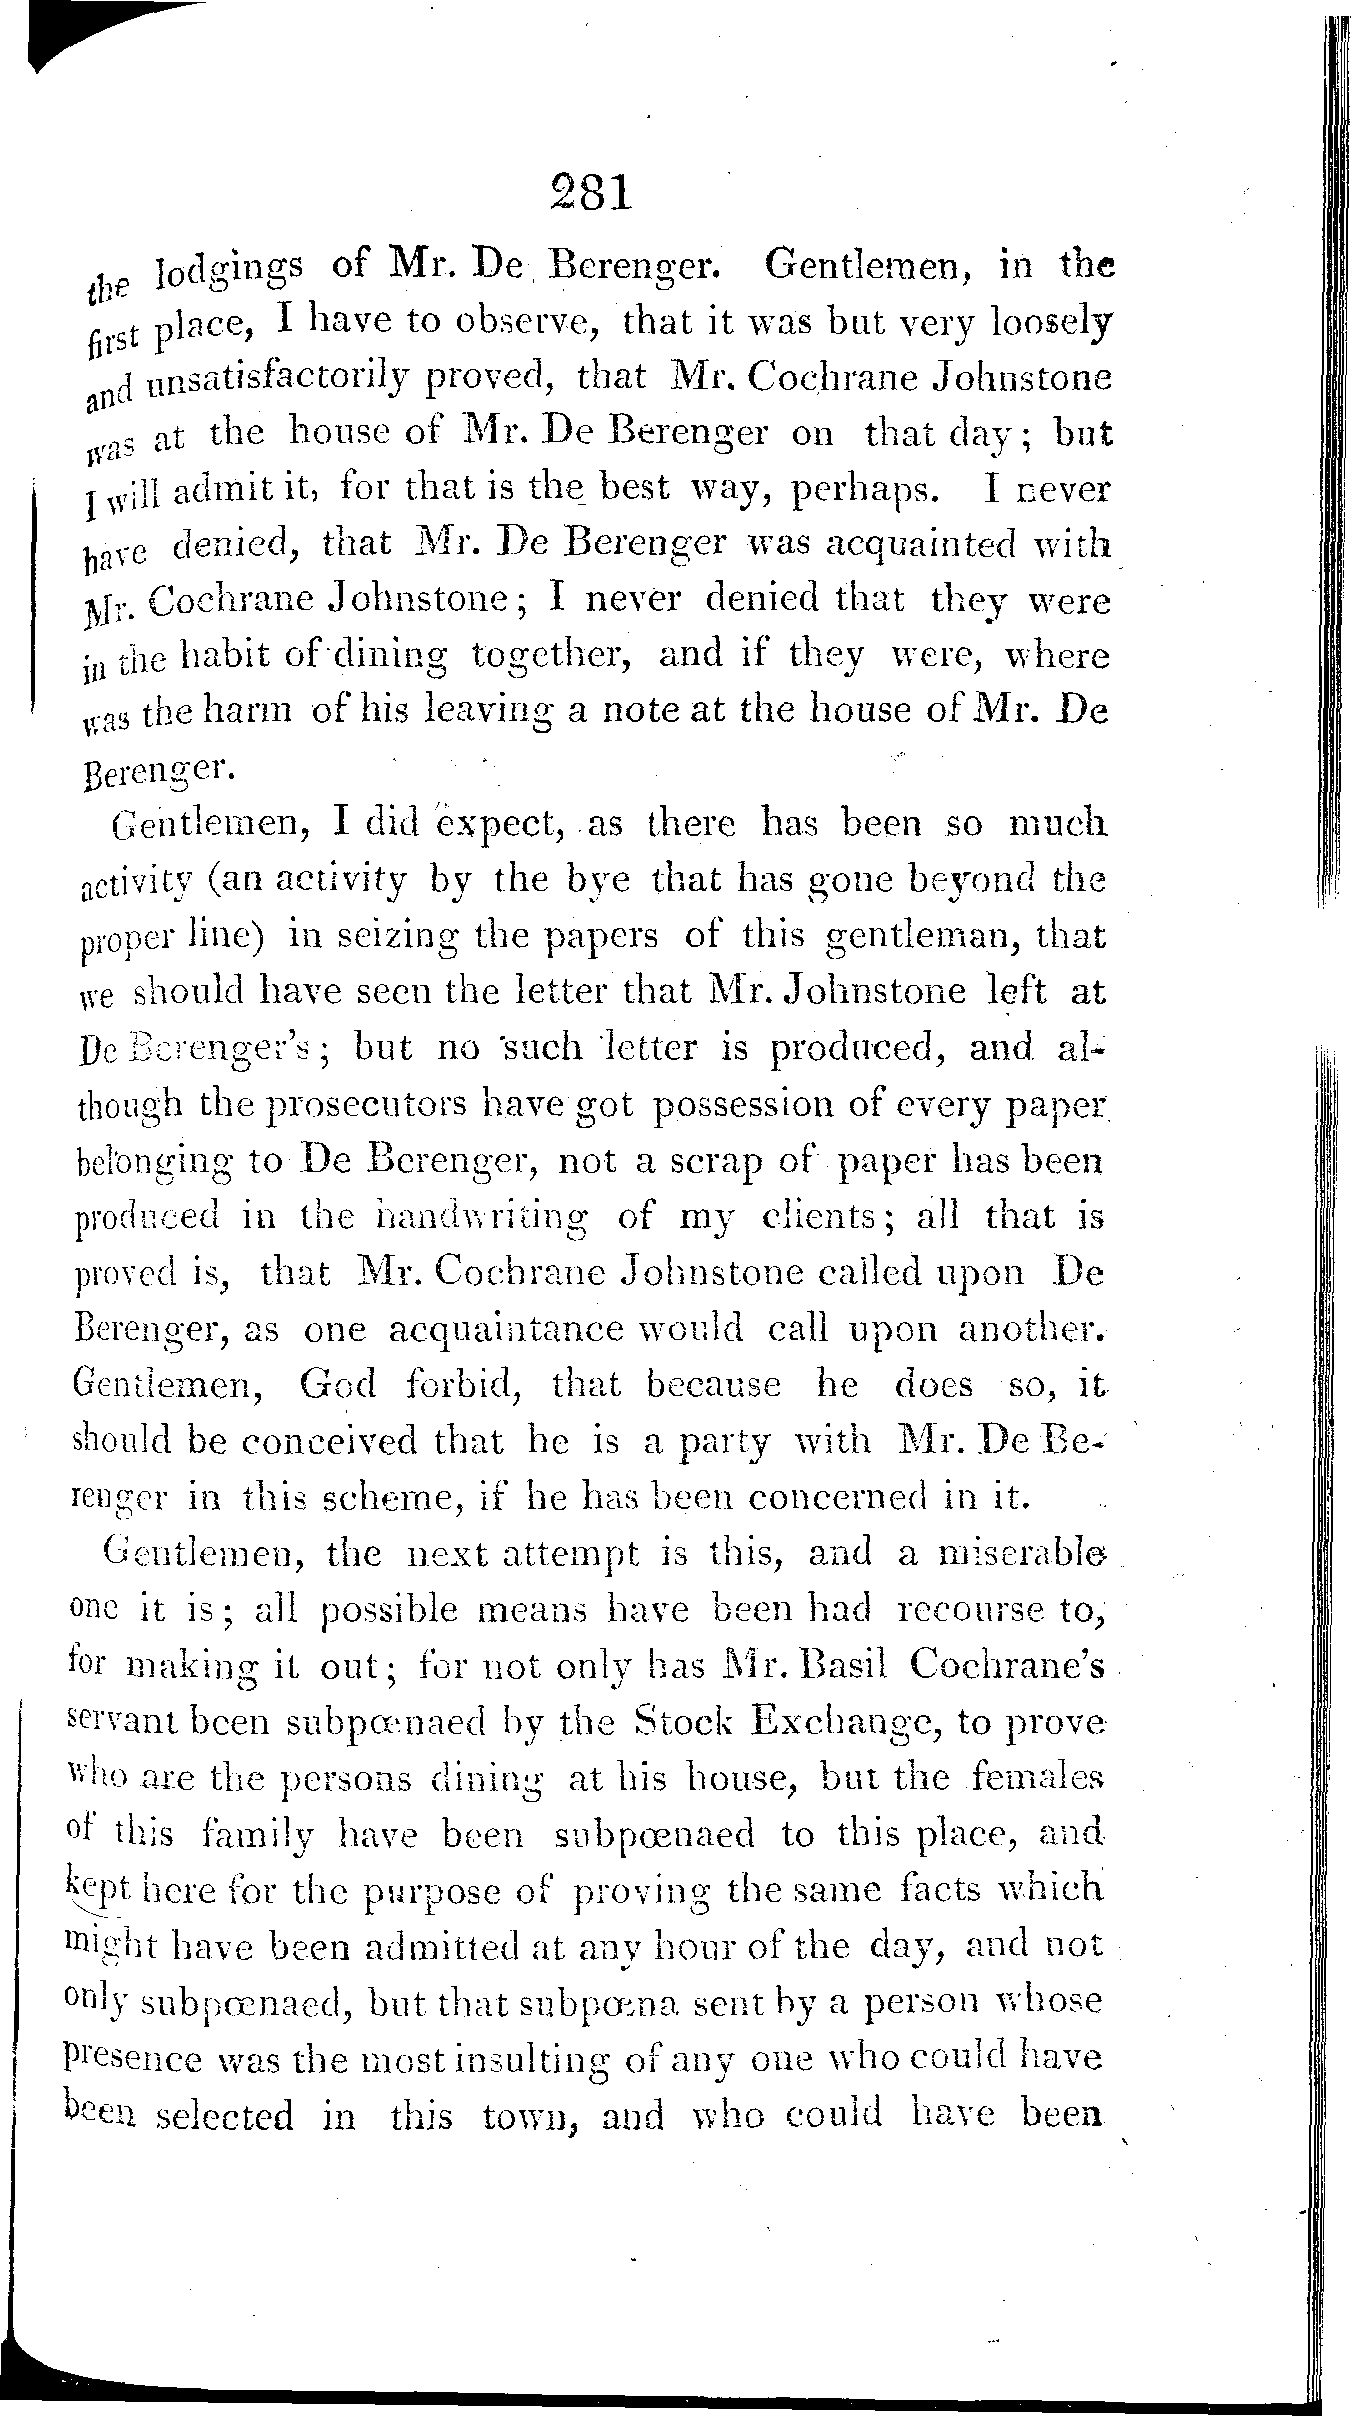 281
the lodgings of Mr. De Berenger. Gentlemen, in the
first place, I have to observe, that it was but very loosely
and unsatisfactorily proved, that Mr. Cochrane Johnstone
was at the house of Mr. De Berenger on that day; but
I will admit it, for that is the best way, perhaps. I never
have denied, that Mr. De Berenger was acquainted with
Mr. Cochrane Johnstone; I never denied that they were
in the habit of dining together, and if they were, where
was the harm of his leaving a note at the house of Mr. De
Berenger.
Gentlemen, I did expect, as there has been so much
activity (an activity by the bye that has gone beyond the
proper line) in seizing the papers of this gentleman, that
we should have seen the letter that Mr. Johnstone left at
De Berenger's; but no such letter is produced, and al-
though the prosecutors have got possession of every paper
belonging to De Berenger, not a scrap of paper has been
produced in the handwriting of my clients; all that is
proved is, that Mr. Cochrane Johnstone called upon De
Berenger, as one acquaintance would call upon another.
Gentlemen, God forbid, that because he does so, it
should be conceived that he is a party with Mr. De Be-
renger in this scheme, if he has been concerned in it.
Gentlemen, the next attempt is this, and a miserable
one it is; all possible means have been had recourse to,
for making it out; for not only has Mr. Basil Cochrane's
servant been subpœnaed by the Stock Exchange, to prove
who are the persons dining at his house, but the females
of this family have been subpœnaed to this place, and
kept here for the purpose of proving the same facts which
might have been admitted at any hour of the day, and not
only subpœnaed, but that subpœna sent by a person whose
presence was the most insulting of any one who could have
been selected in this town, and who could have been